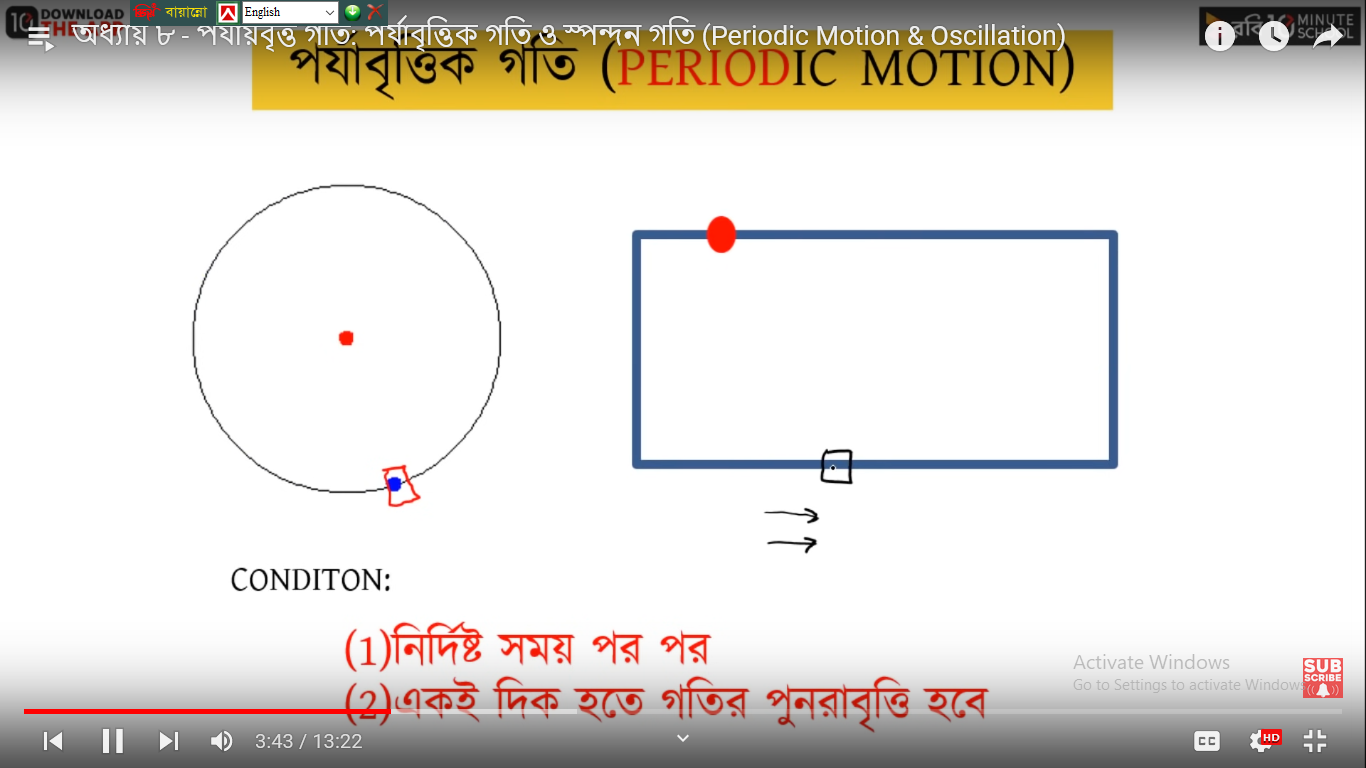 DOWNLOAD
THE APP
বায়ান্নো
English
10 MINUTE
SCHOOL
অধ্যায় ৮ - পর্যায়বৃত্ত গতি: পর্যাবৃত্তিক গতি ও স্পন্দন গতি (Periodic Motion & Oscillation)
পর্যাবৃত্তিক গতি (PERIODIC MOTION)
CONDITON:
(1)নির্দিষ্ট সময় পর পর
(2)একই দিক হতে গতির পুনরাবৃত্তি হবে
Activate Windows
Go to Settings to activate Windows
SUB
SCRIBE
3:43 / 13:22
CC
HD